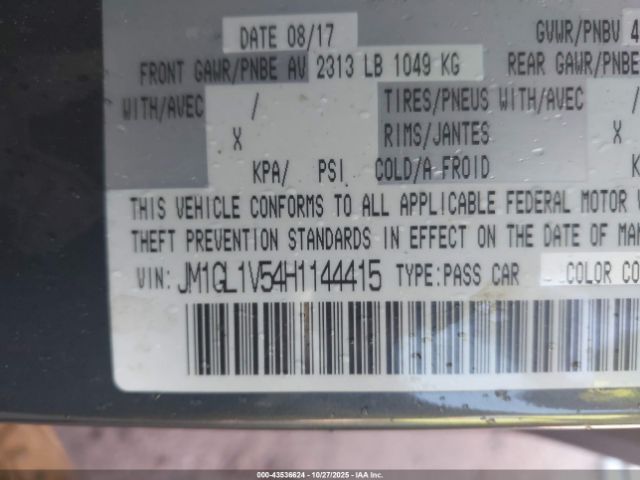 DATE 08/17 GVWR/PNBV 4
FRONT GAWR/PNBE AV 2313 LB 1049 KG REAR GAWR/PNBE
WITH/AVEC / TIRES/PNEUS WITH/AVEC /
X RIMS/JANTES X
KPA/ PSI COLD/A FROID K
THIS VEHICLE CONFORMS TO ALL APPLICABLE FEDERAL MOTOR V
THEFT PREVENTION STANDARDS IN EFFECT ON THE DATE OF MAN
VIN: JM1GL1V54H1144415 TYPE:PASS CAR COLOR CO
000-43536624 | 10/27/2025 | IAAI